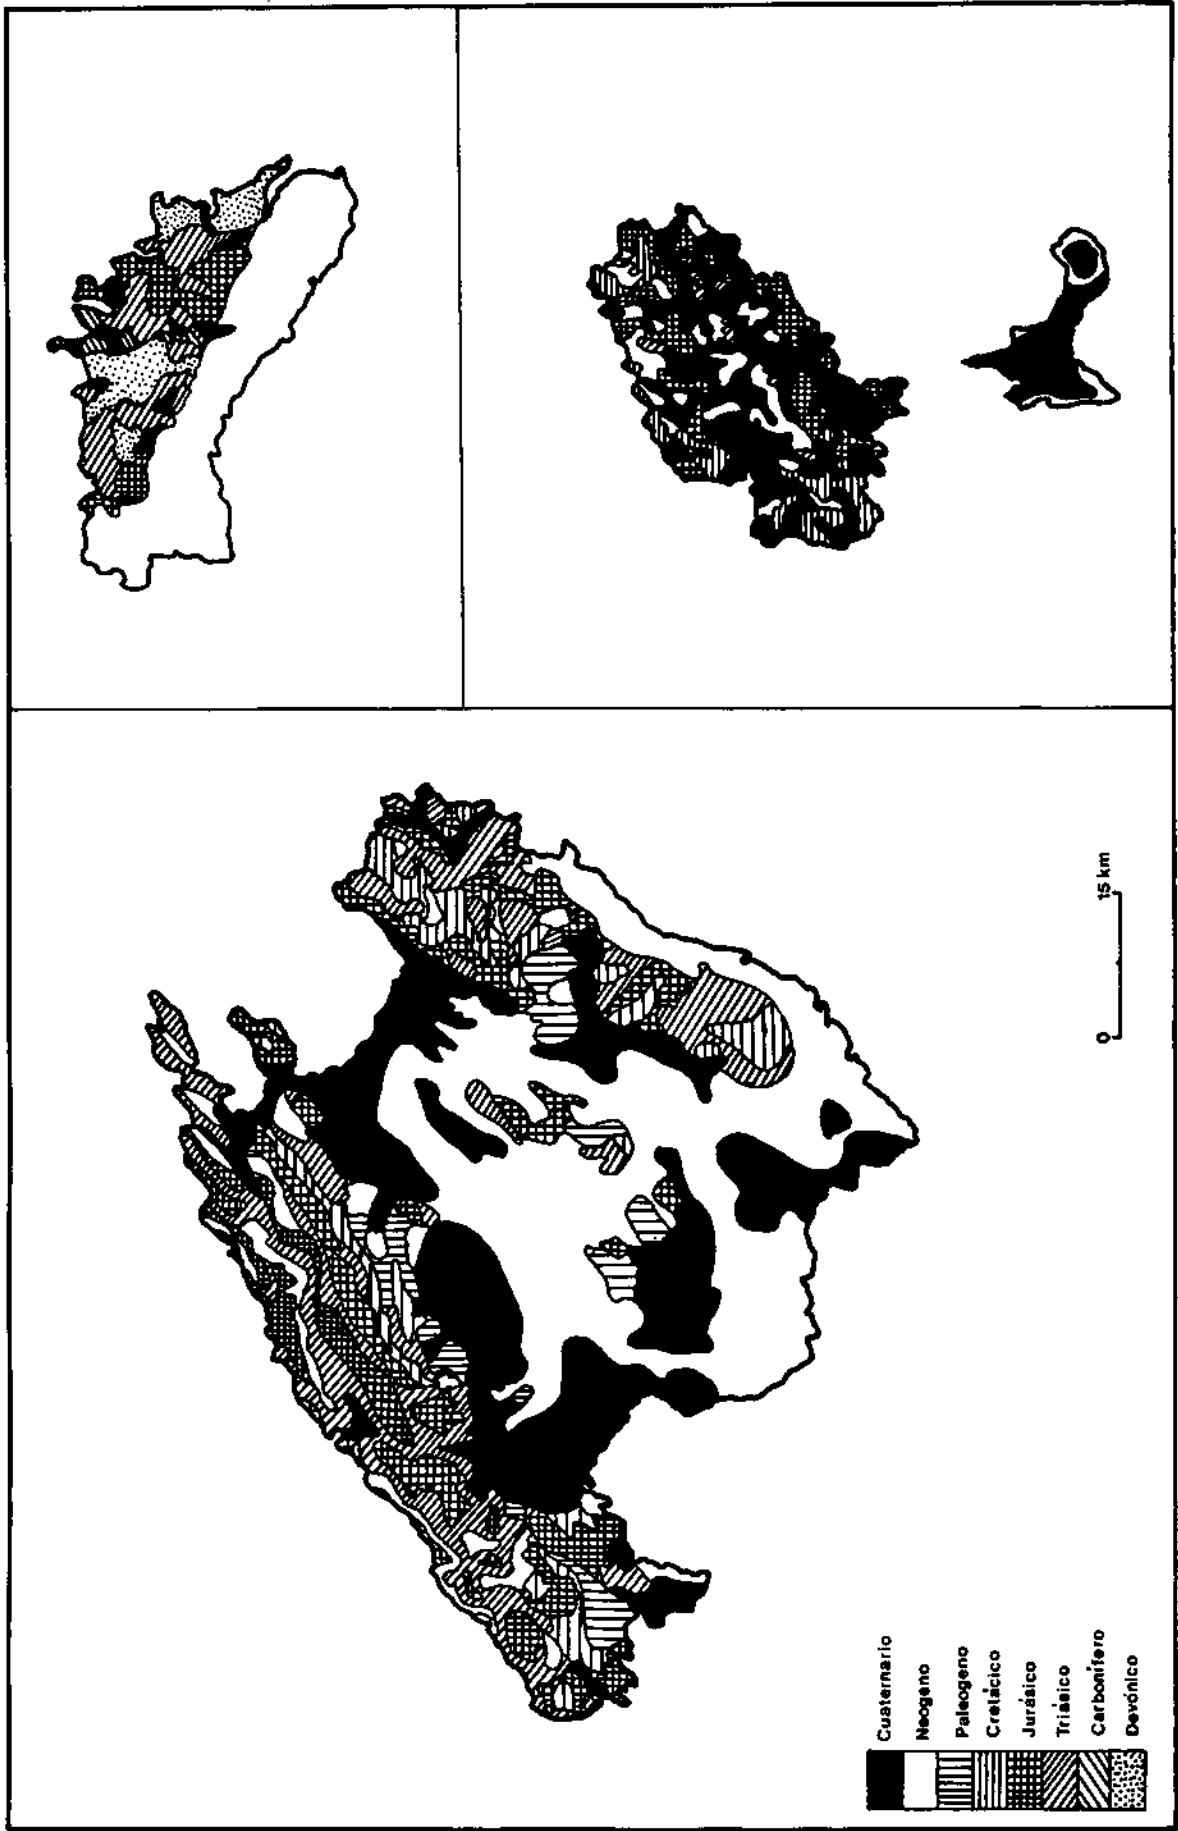 Cuaternario
Neogeno
Paleogeno
Cretácico
Jurásico
Triásico
Carbonífero
Devónico
0 15 km